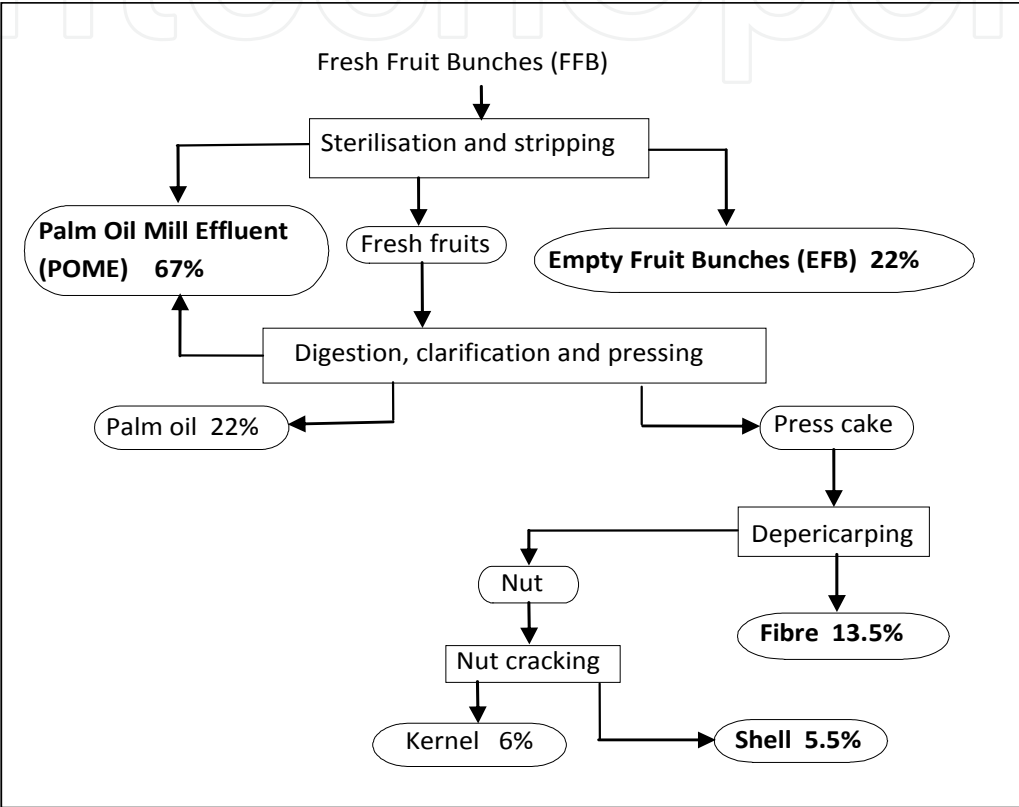 Fresh Fruit Bunches (FFB)
Sterilisation and stripping
Palm Oil Mill Effluent
(POME) 67%
Fresh fruits
Empty Fruit Bunches (EFB) 22%
Digestion, clarification and pressing
Palm oil 22%
Press cake
Depericarping
Nut
Fibre 13.5%
Nut cracking
Kernel 6%
Shell 5.5%